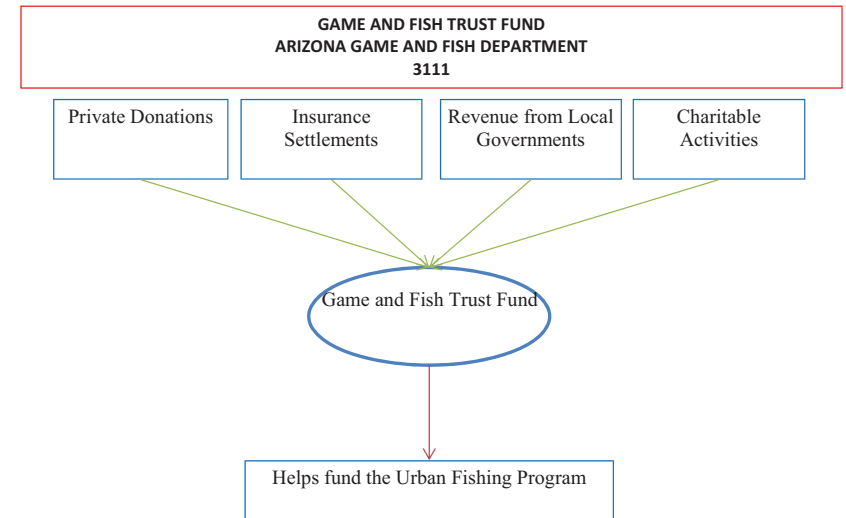 GAME AND FISH TRUST FUND
ARIZONA GAME AND FISH DEPARTMENT
3111
Private Donations
Insurance
Settlements
Revenue from Local
Governments
Charitable
Activities
Game and Fish Trust Fund
Helps fund the Urban Fishing Program